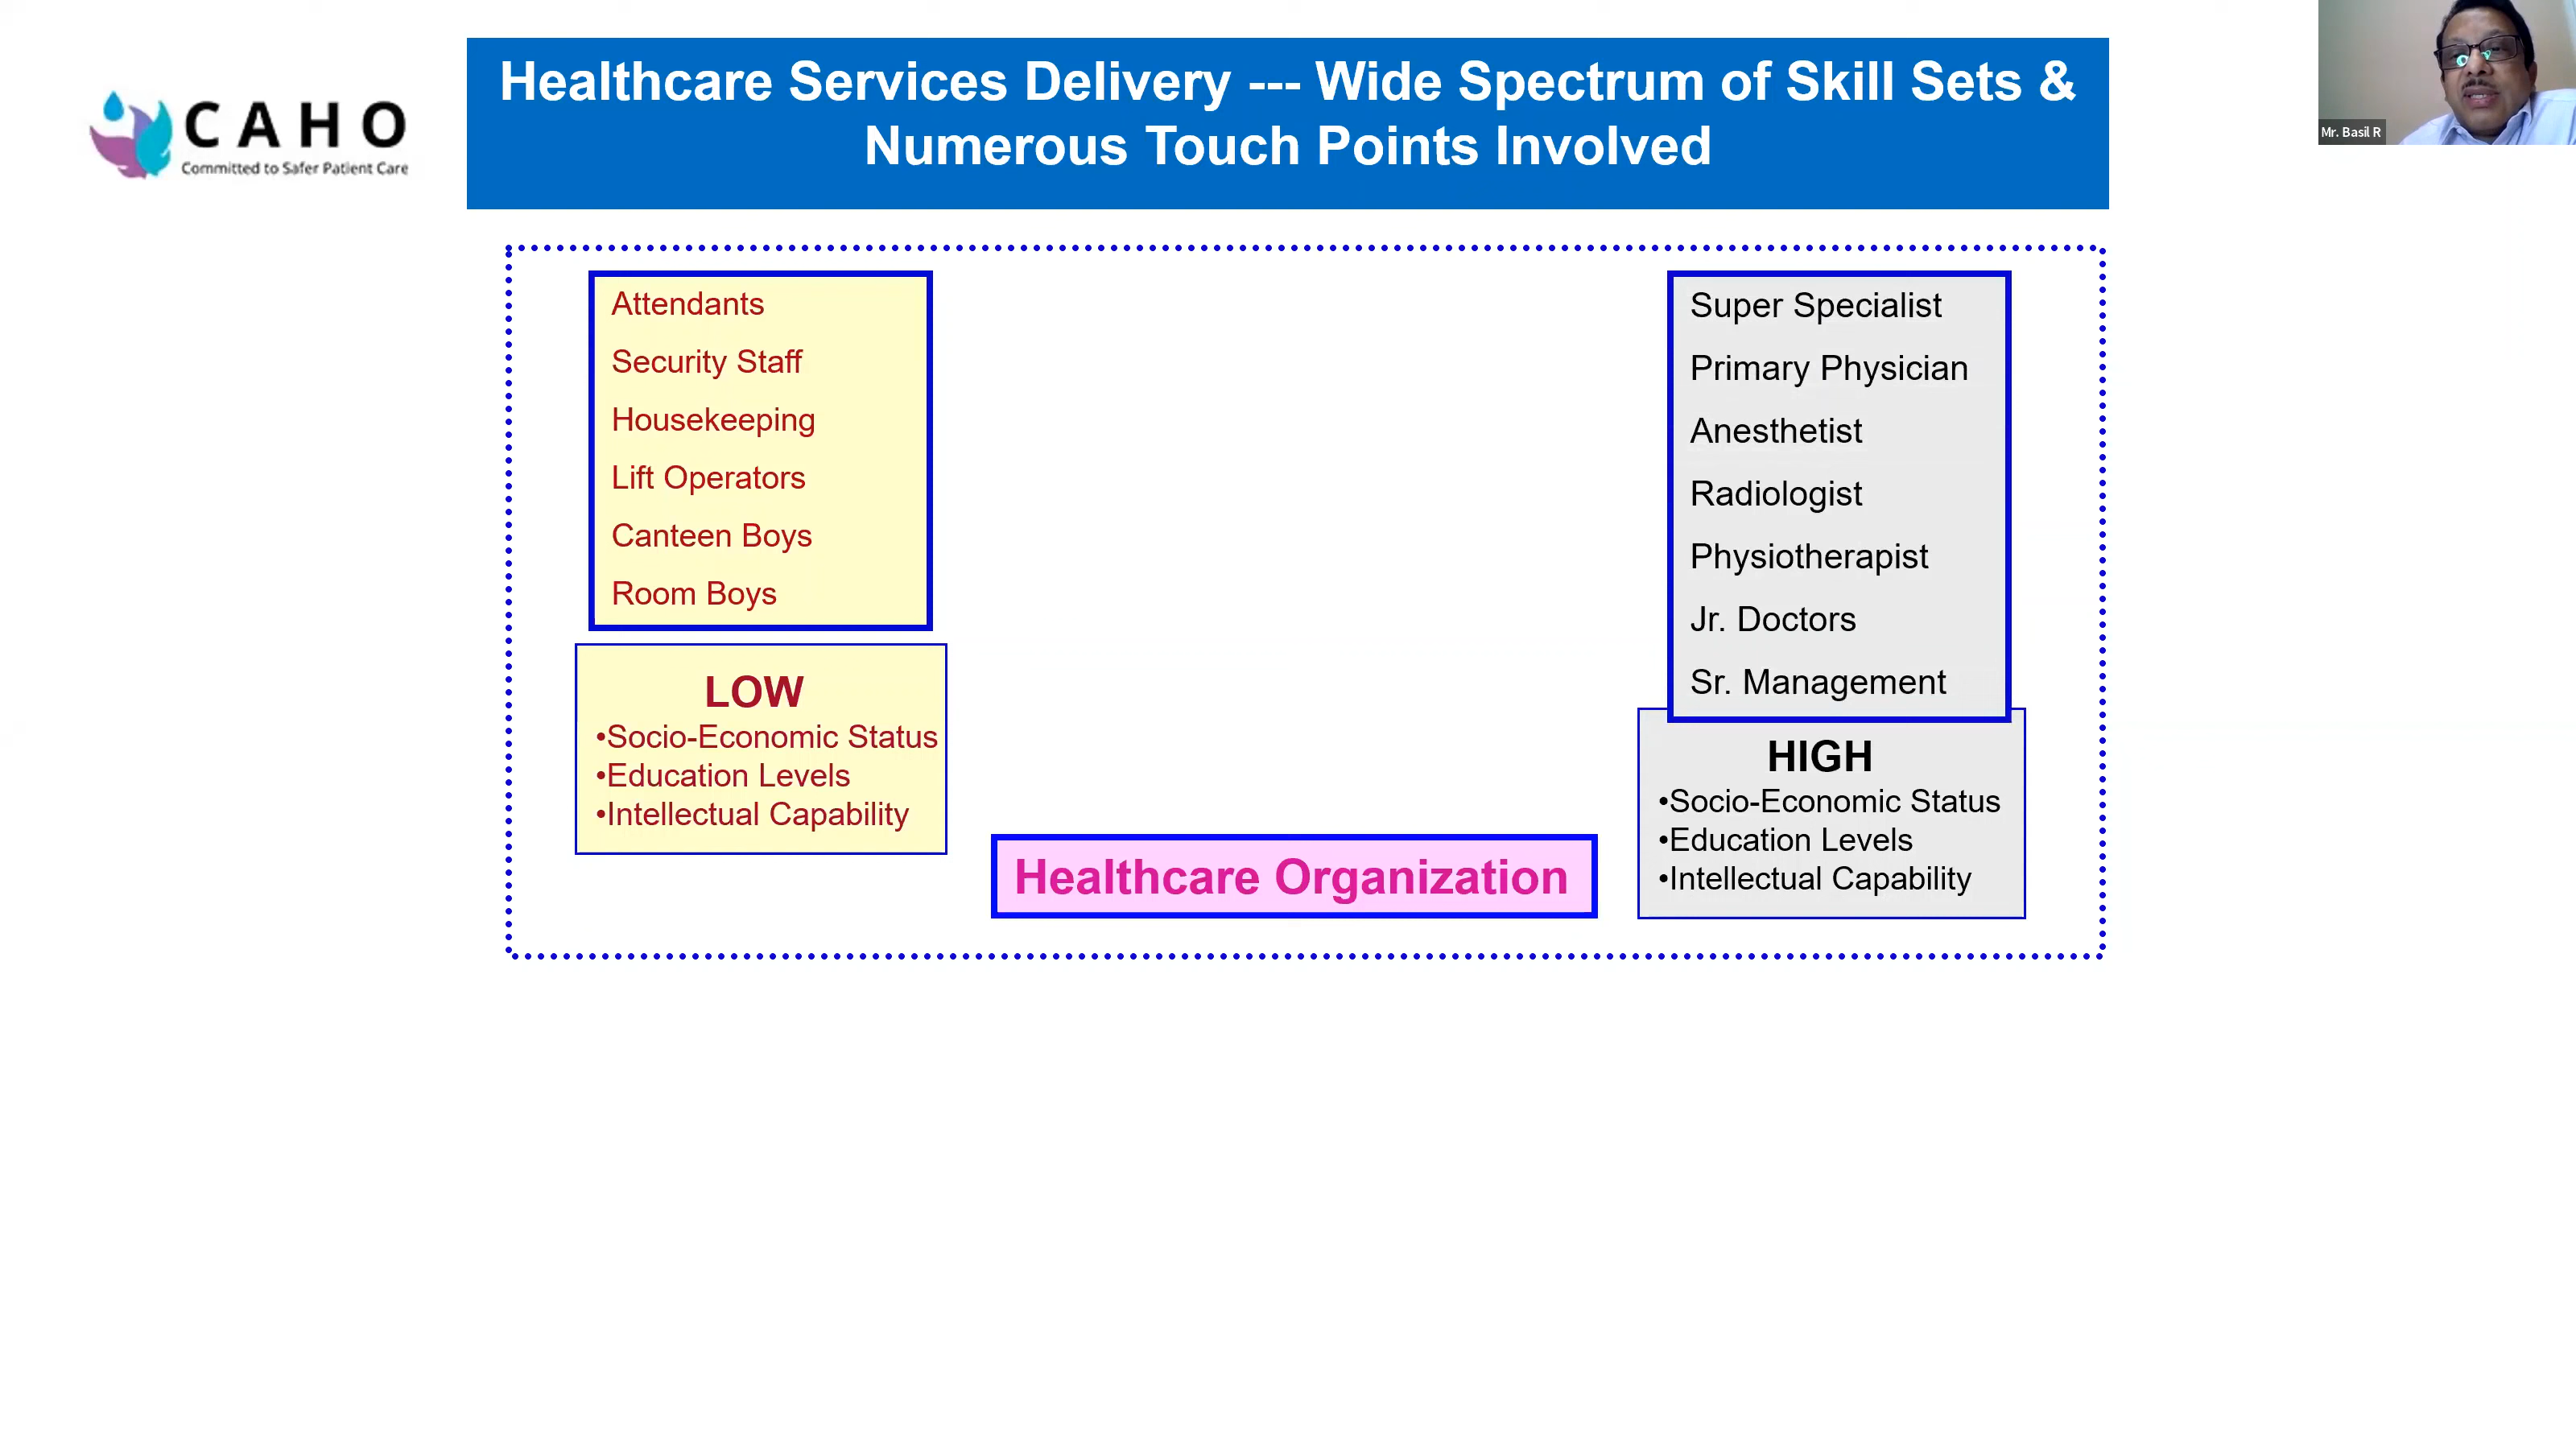 CAHO
Committed to Safer Patient Care
Healthcare Services Delivery --- Wide Spectrum of Skill Sets &
Numerous Touch Points Involved
Mr. Basil R
Attendants
Security Staff
Housekeeping
Lift Operators
Canteen Boys
Room Boys
LOW
•Socio-Economic Status
•Education Levels
•Intellectual Capability
Healthcare Organization
Super Specialist
Primary Physician
Anesthetist
Radiologist
Physiotherapist
Jr. Doctors
Sr. Management
HIGH
•Socio-Economic Status
•Education Levels
•Intellectual Capability